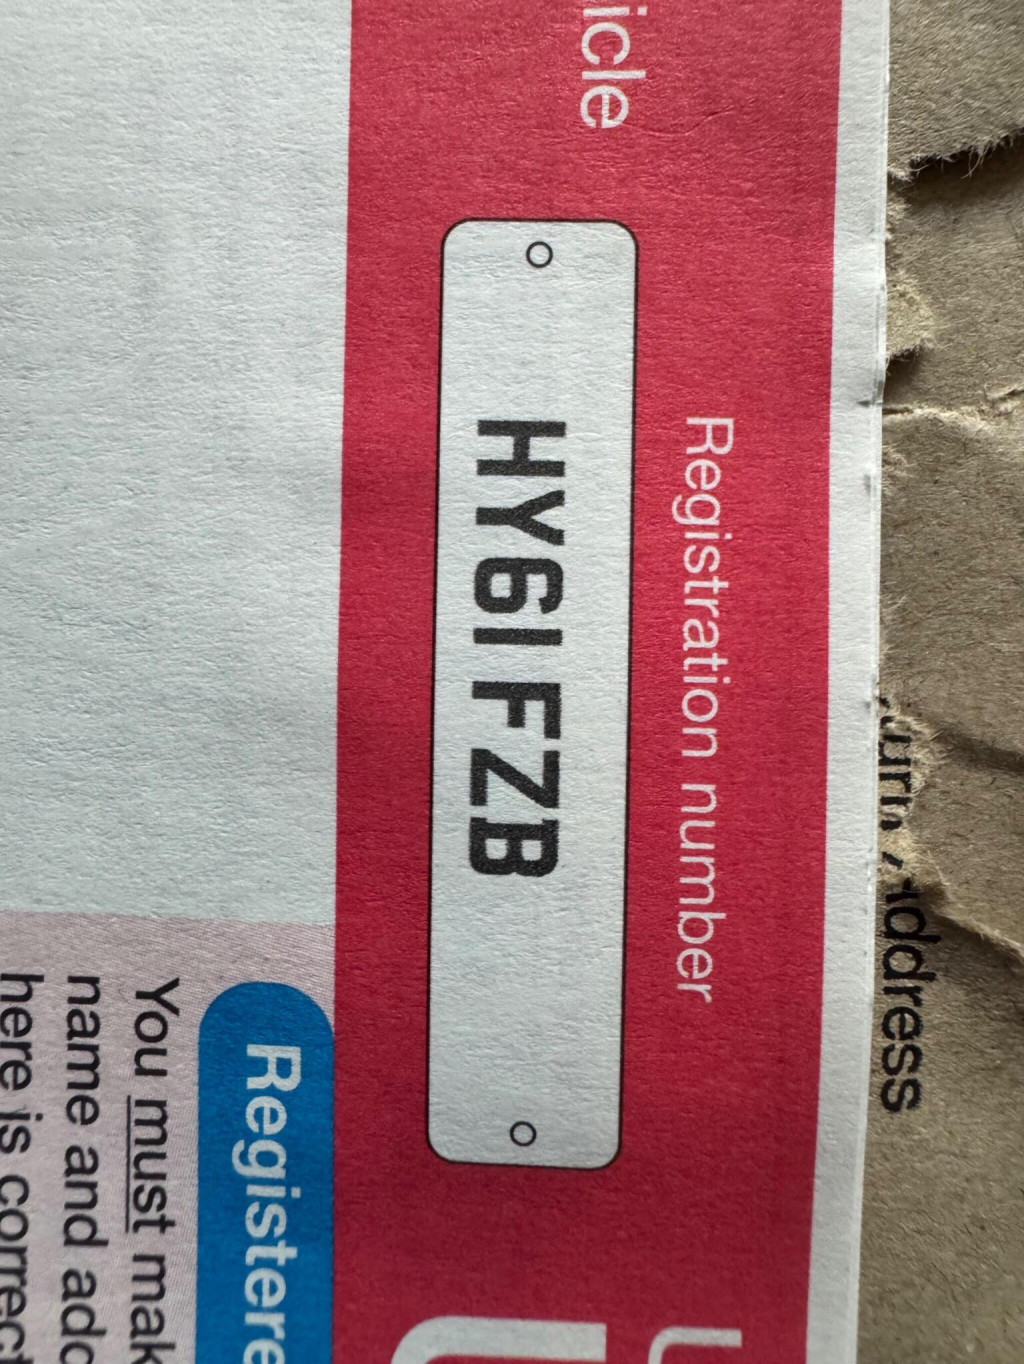 Registration number
HY61 FZB
Registere
You must mak
name and add
here is correct
ddress
icle